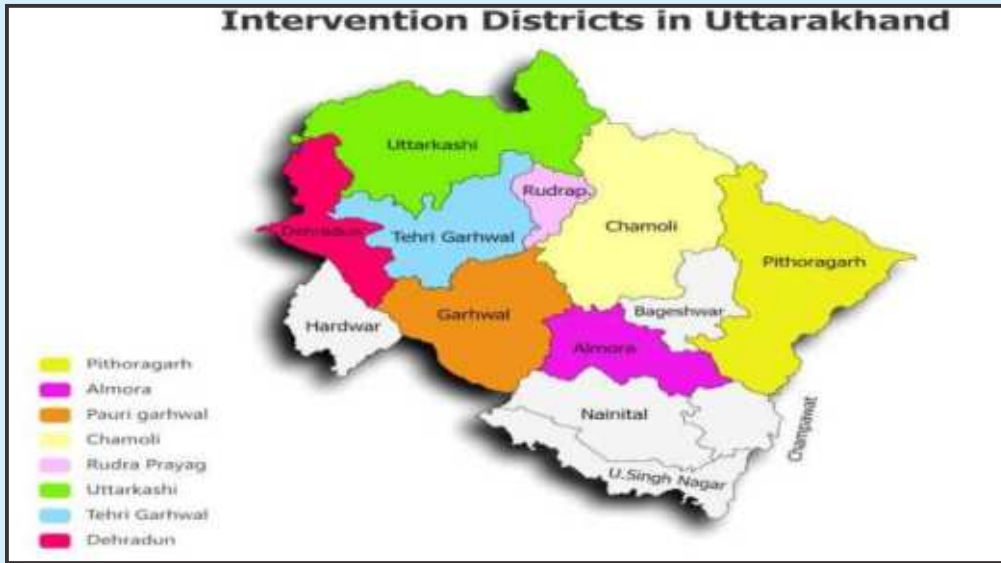 Intervention Districts in Uttarakhand
Uttarkashi
Rudrap
Dehradun
Tehri Garhwal
Chamoli
Pithoragarh
Hardwar
Garhwal
Bageshwar
Almora
Nainital
Champawat
U.Singh Nagar
Pithoragarh
Almora
Pauri garhwal
Chamoli
Rudra Prayag
Uttarkashi
Tehri Garhwal
Dehradun